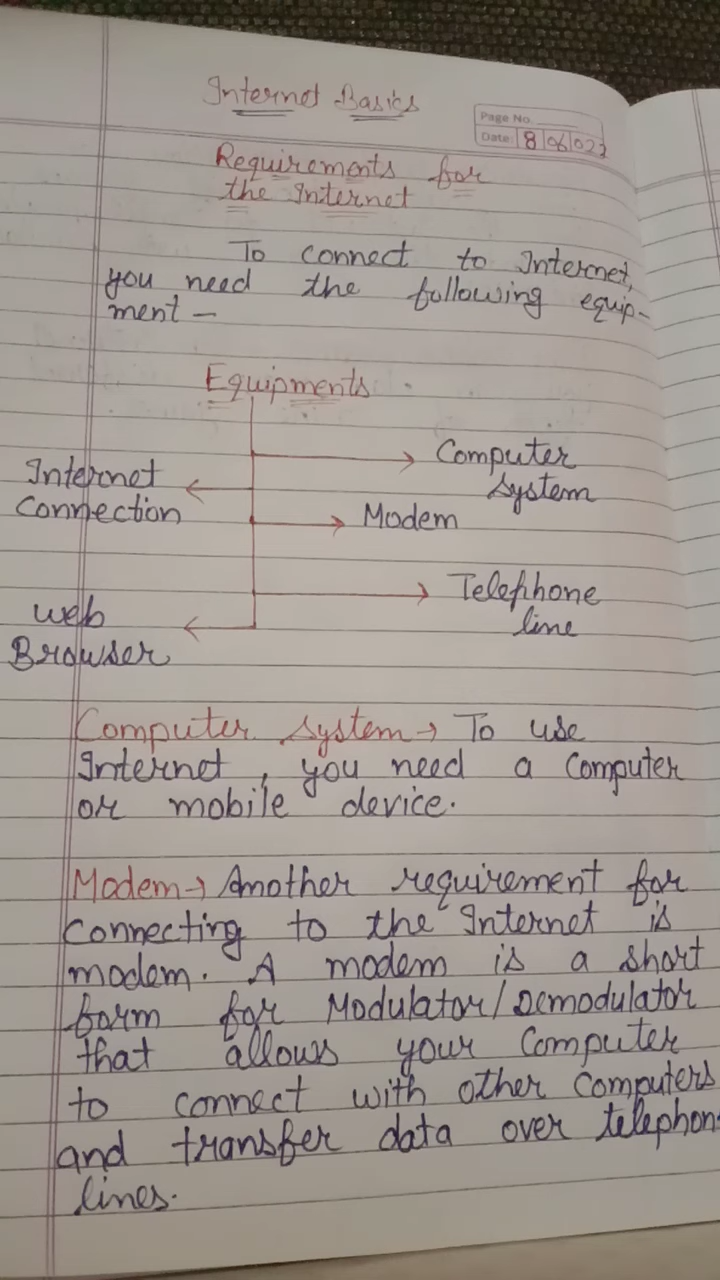 Internet Basics
Page No.
Date: 8/06/023
Requirements for
the Internet
To connect to Internet,
you need the following equip-
ment -
Equipments
Computer
System
Internet
Connection
Modem
Telephone
line
web
Browser
Computer System → To use
Internet, you need a Computer
or mobile device.
Modem → Another requirement for
connecting to the Internet is
modem. A modem is a short
form for Modulator/Demodulator
that allows your Computer
to connect with other Computers
and transfer data over telephon
lines.